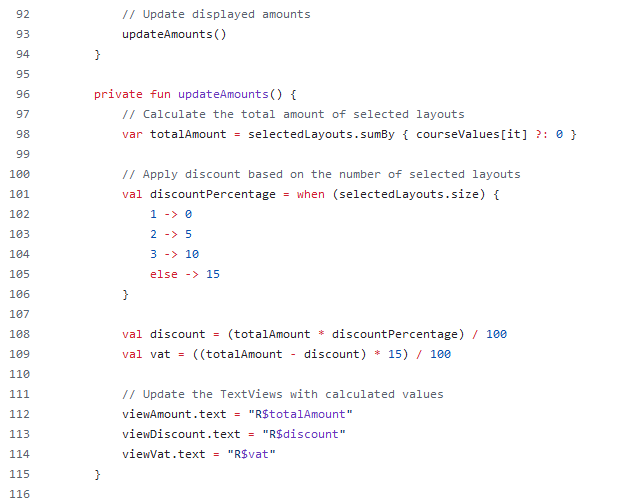 92              // Update displayed amounts
93              updateAmounts()
94          }
95
96          private fun updateAmounts() {
97              // Calculate the total amount of selected layouts
98              var totalAmount = selectedLayouts.sumBy { courseValues[it] ?: 0 }
99
100             // Apply discount based on the number of selected layouts
101             val discountPercentage = when (selectedLayouts.size) {
102                 1 -> 0
103                 2 -> 5
104                 3 -> 10
105                 else -> 15
106             }
107
108             val discount = (totalAmount * discountPercentage) / 100
109             val vat = ((totalAmount - discount) * 15) / 100
110
111             // Update the TextViews with calculated values
112             viewAmount.text = "R$totalAmount"
113             viewDiscount.text = "R$discount"
114             viewVat.text = "R$vat"
115         }
116